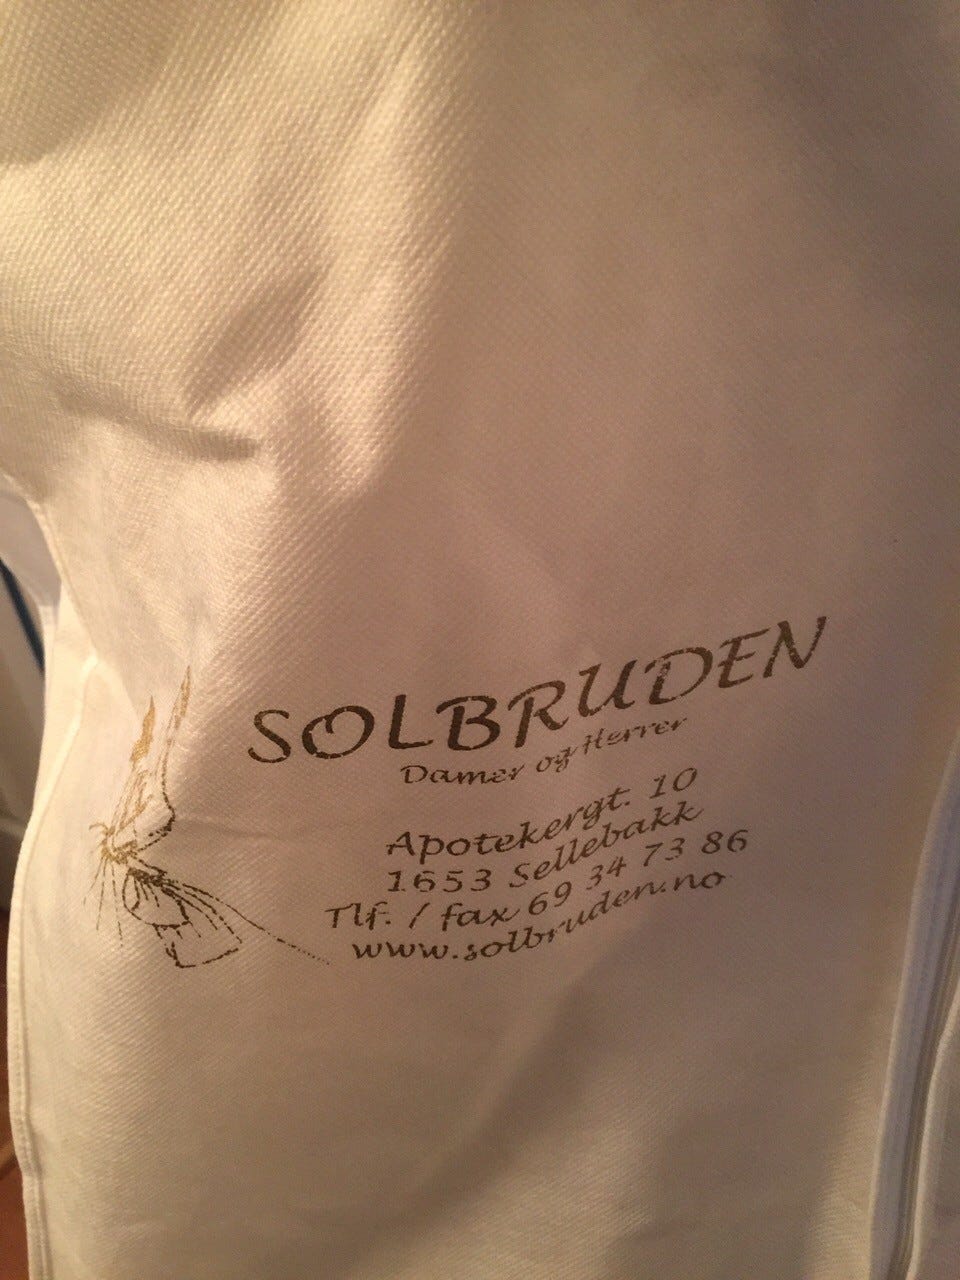 SOLBRUDEN
Damer og Herrer
Apotekergt. 10
1653 Sellebakk
Tlf. / fax 69 34 73 86
www.solbruden.no